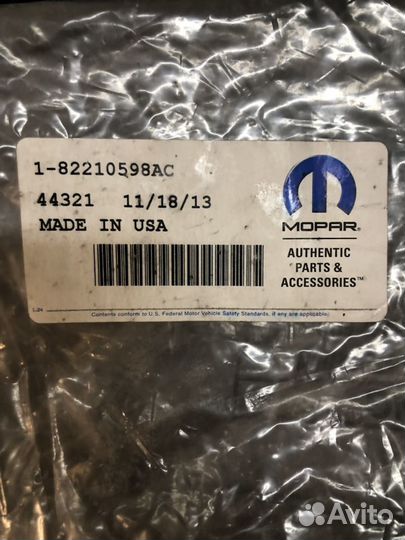 1-82210598AC
44321 11/18/13
MADE IN USA
MOPAR
AUTHENTIC
PARTS &
ACCESSORIES™
Contents conform to U.S. Federal Motor Vehicle Safety Standards, if any are applicable.
Avito